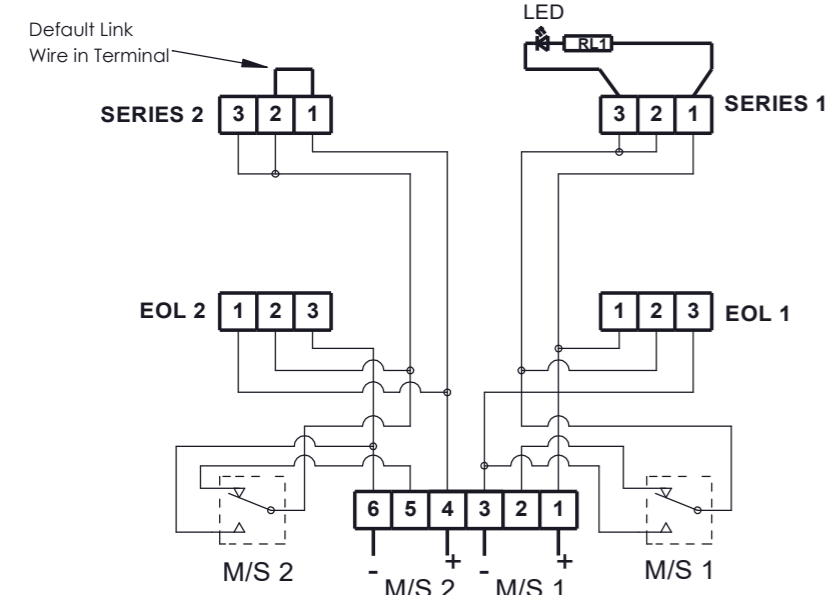 LED
Default Link
Wire in Terminal
RL1
SERIES 2 3 2 1
3 2 1 SERIES 1
EOL 2 1 2 3
1 2 3 EOL 1
6 5 4 3 2 1
M/S 2
- + - +
M/S 2 M/S 1
M/S 1